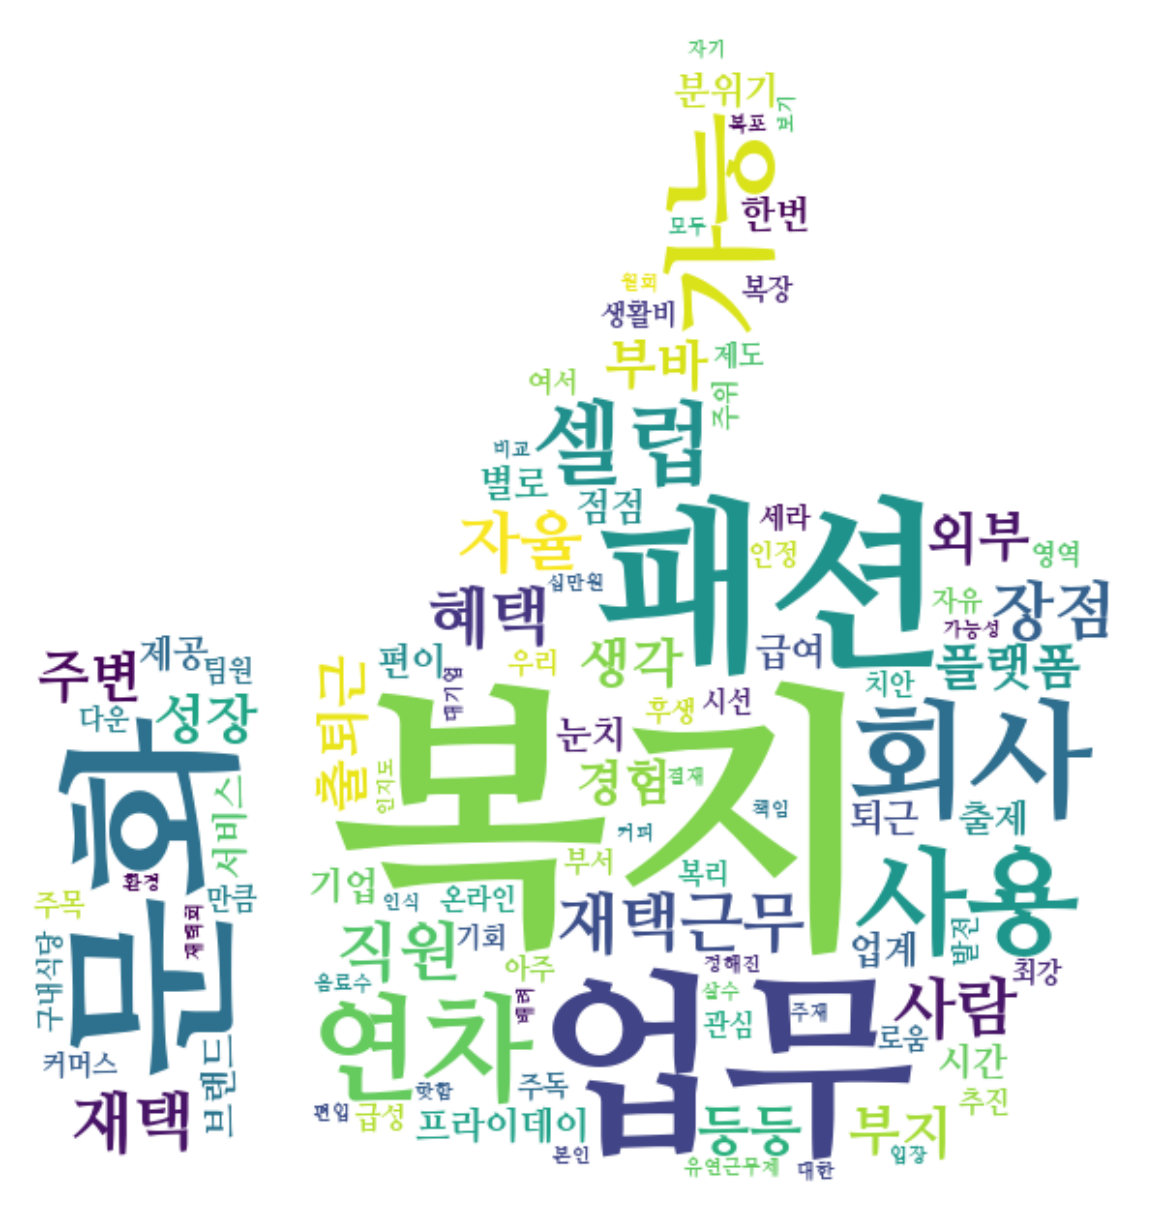 자기
분위기
복포
보기
가능
한번
모두
월회
복장
생활비
부바
제도
여서
주위
셀럽
비교
별로
점점
패션
세라
외부
자율
인정
영역
십만원
혜택
자유
장점
가능성
주변
제공
팀원
편이
대기업
우리
생각
급여
플랫폼
치안
다운
성장
출퇴근
후생
시선
눈치
복지
회사
문화
서비스
인지도
경험
결재
책임
퇴근
출제
커피
환경
주목
만큼
기업
인식
온라인
부서
복리
사용
구내식당
직원
기회
재택근무
업계
발전
아주
정해진
최강
음료수
배려
살수
사람
커머스
브랜드
연차
업무
관심
주재
로움
시간
재택
핫함
주독
추진
편입
급성
프라이데이
등등
부지
본인
입장
유연근무제
대한